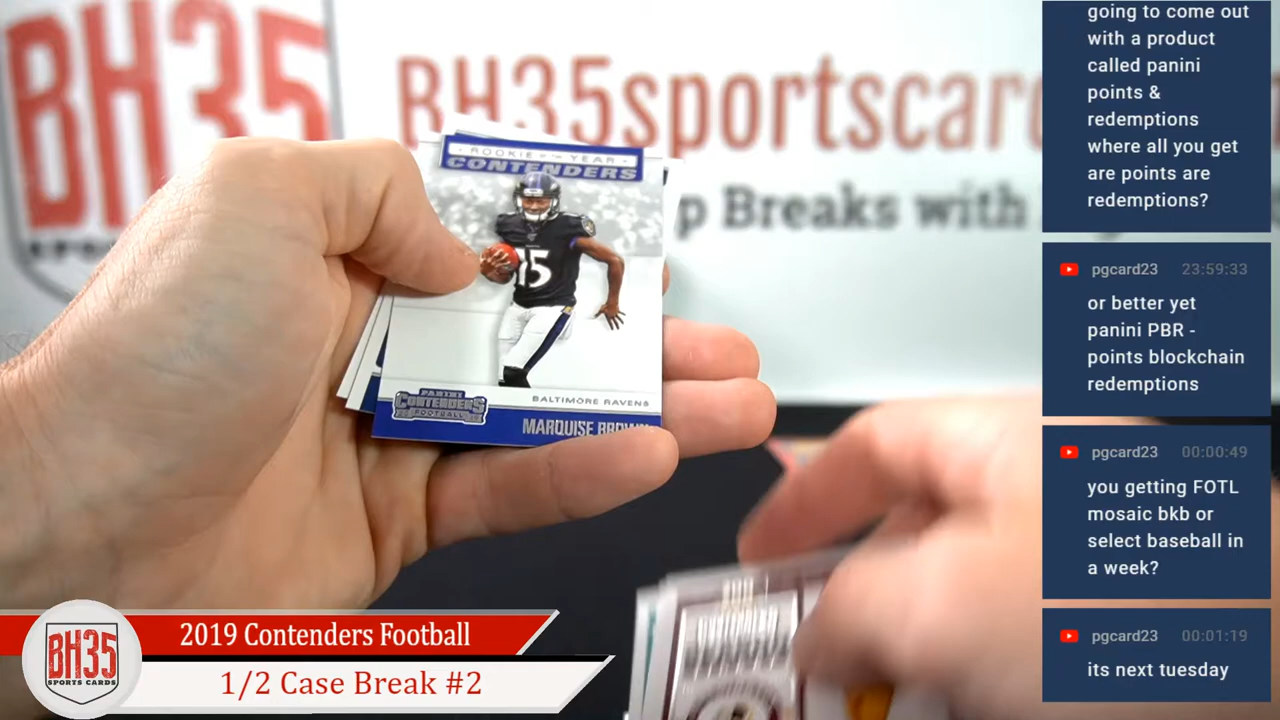 BH35
BH35sportscar
p Breaks with
ROOKIE OF THE YEAR
CONTENDERS
15
PANINI
CONTENDERS
FOOTBALL
BALTIMORE RAVENS
MARQUISE BROWN
2019 Contenders Football
1/2 Case Break #2
BH35
SPORTS CARDS
going to come out
with a product
called panini
points &
redemptions
where all you get
are points are
redemptions?
pgcard23 23:59:33
or better yet
panini PBR -
points blockchain
redemptions
pgcard23 00:00:49
you getting FOTL
mosaic bkb or
select baseball in
a week?
pgcard23 00:01:19
its next tuesday